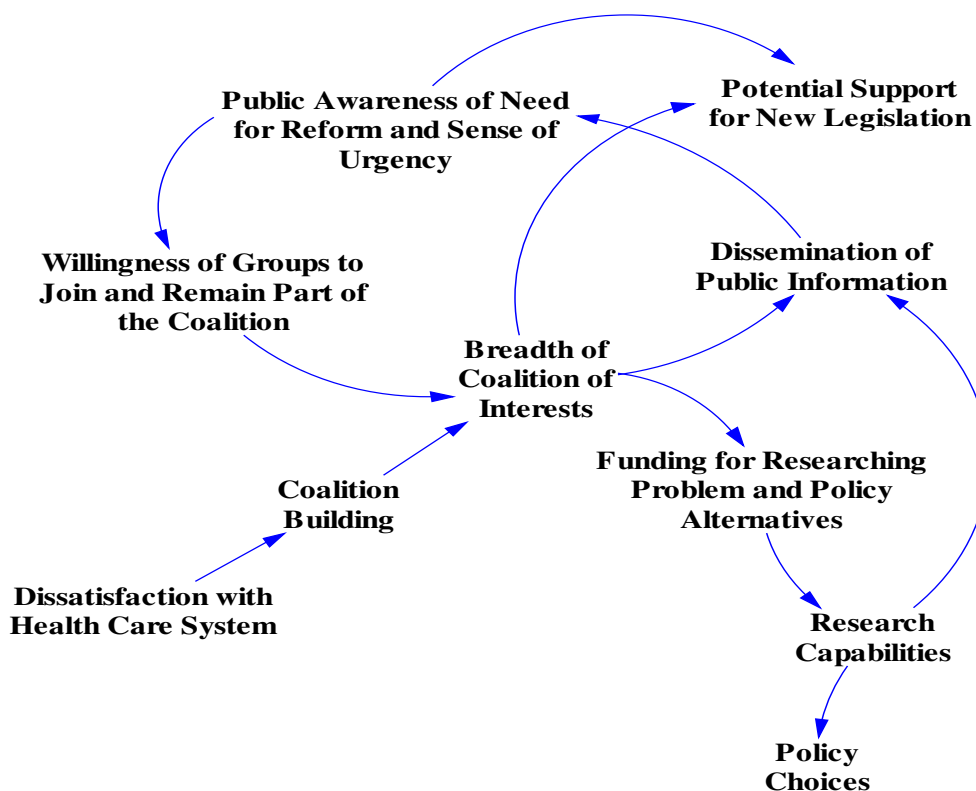 Public Awareness of Need
for Reform and Sense of
Urgency
Potential Support
for New Legislation
Willingness of Groups to
Join and Remain Part of
the Coalition
Dissemination of
Public Information
Breadth of
Coalition of
Interests
Coalition
Building
Funding for Researching
Problem and Policy
Alternatives
Dissatisfaction with
Health Care System
Research
Capabilities
Policy
Choices